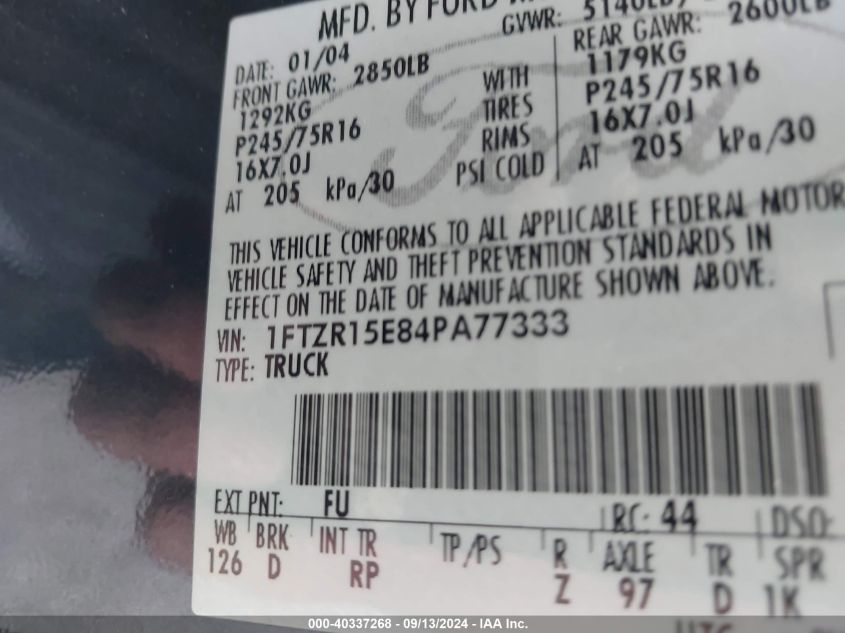 MFD. BY FORD
DATE: 01/04 GVWR: 5140LB/
FRONT GAWR: 2850LB REAR GAWR: 2600LB
1292KG WITH 1179KG
P245/75R16 TIRES P245/75R16
16X7.0J RIMS 16X7.0J
AT 205 kPa/30 PSI COLD AT 205 kPa/30
Ford
THIS VEHICLE CONFORMS TO ALL APPLICABLE FEDERAL MOTOR
VEHICLE SAFETY AND THEFT PREVENTION STANDARDS IN
EFFECT ON THE DATE OF MANUFACTURE SHOWN ABOVE.
VIN: 1FTZR15E84PA77333
TYPE: TRUCK
EXT PNT: FU RC: 44 DSO:
WB BRK INT TR TP/PS R AXLE TR SPR
126 D RP Z 97 D 1K
000-40337268 - 09/13/2024 - IAA Inc.